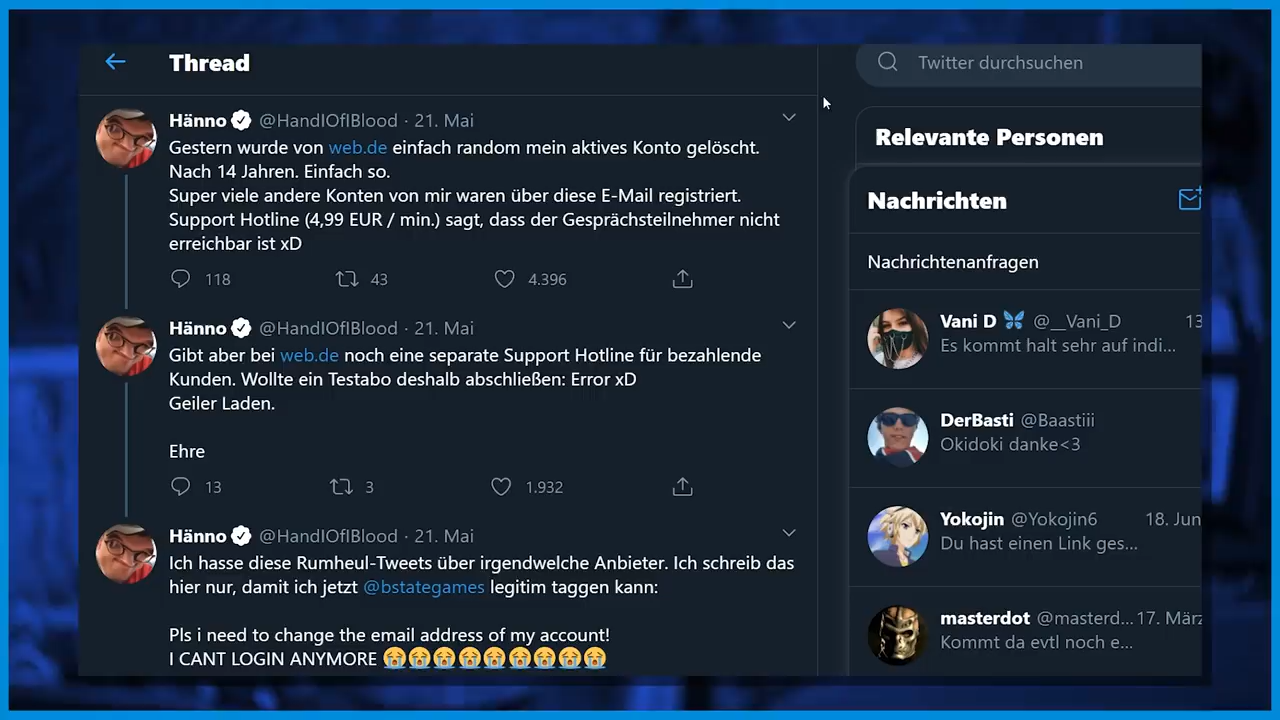 Thread
Hänno @HandIOfIBlood · 21. Mai
Gestern wurde von web.de einfach random mein aktives Konto gelöscht.
Nach 14 Jahren. Einfach so.
Super viele andere Konten von mir waren über diese E-Mail registriert.
Support Hotline (4,99 EUR / min.) sagt, dass der Gesprächsteilnehmer nicht
erreichbar ist xD
118 43 4.396
Hänno @HandIOfIBlood · 21. Mai
Gibt aber bei web.de noch eine separate Support Hotline für bezahlende
Kunden. Wollte ein Testabo deshalb abschließen: Error xD
Geiler Laden.
Ehre
13 3 1.932
Hänno @HandIOfIBlood · 21. Mai
Ich hasse diese Rumheul-Tweets über irgendwelche Anbieter. Ich schreib das
hier nur, damit ich jetzt @bstategames legitim taggen kann:
Pls i need to change the email address of my account!
I CANT LOGIN ANYMORE 😭😭😭😭😭😭😭😭😭
Twitter durchsuchen
Relevante Personen
Nachrichten
Nachrichtenanfragen
Vani D 🦋 @__Vani_D 13
Es kommt halt sehr auf indi...
DerBasti @Baastiii
Okidoki danke<3
Yokojin @Yokojin6 18. Jun
Du hast einen Link ges...
masterdot @masterd... 17. März
Kommt da evtl noch e...